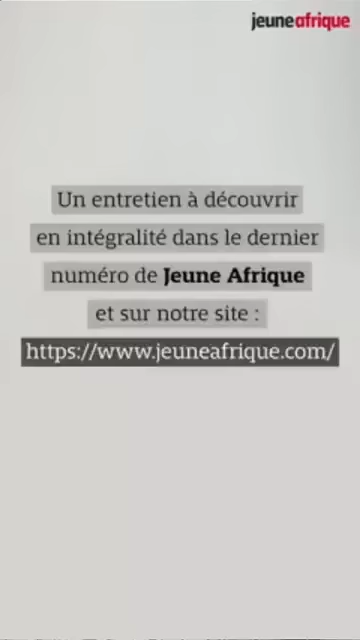 jeuneafrique
Un entretien à découvrir
en intégralité dans le dernier
numéro de Jeune Afrique
et sur notre site :
https://www.jeuneafrique.com/